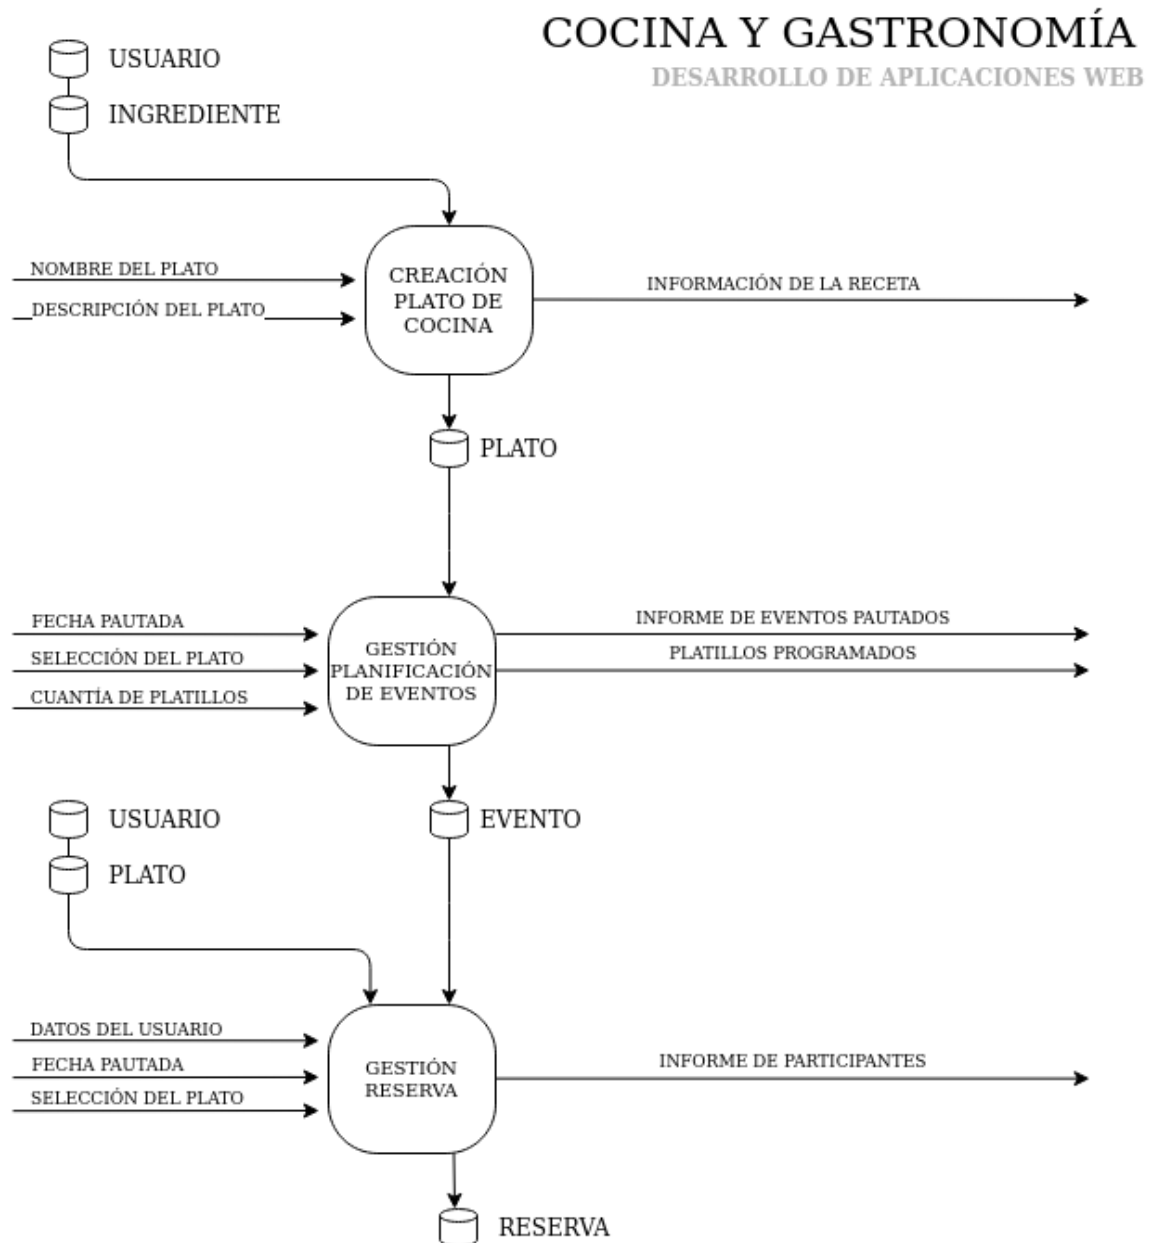 COCINA Y GASTRONOMÍA
DESARROLLO DE APLICACIONES WEB
USUARIO
INGREDIENTE
NOMBRE DEL PLATO
DESCRIPCIÓN DEL PLATO
CREACIÓN
PLATO DE
COCINA
INFORMACIÓN DE LA RECETA
PLATO
FECHA PAUTADA
SELECCIÓN DEL PLATO
CUANTÍA DE PLATILLOS
GESTIÓN
PLANIFICACIÓN
DE EVENTOS
INFORME DE EVENTOS PAUTADOS
PLATILLOS PROGRAMADOS
USUARIO
PLATO
EVENTO
DATOS DEL USUARIO
FECHA PAUTADA
SELECCIÓN DEL PLATO
GESTIÓN
RESERVA
INFORME DE PARTICIPANTES
RESERVA